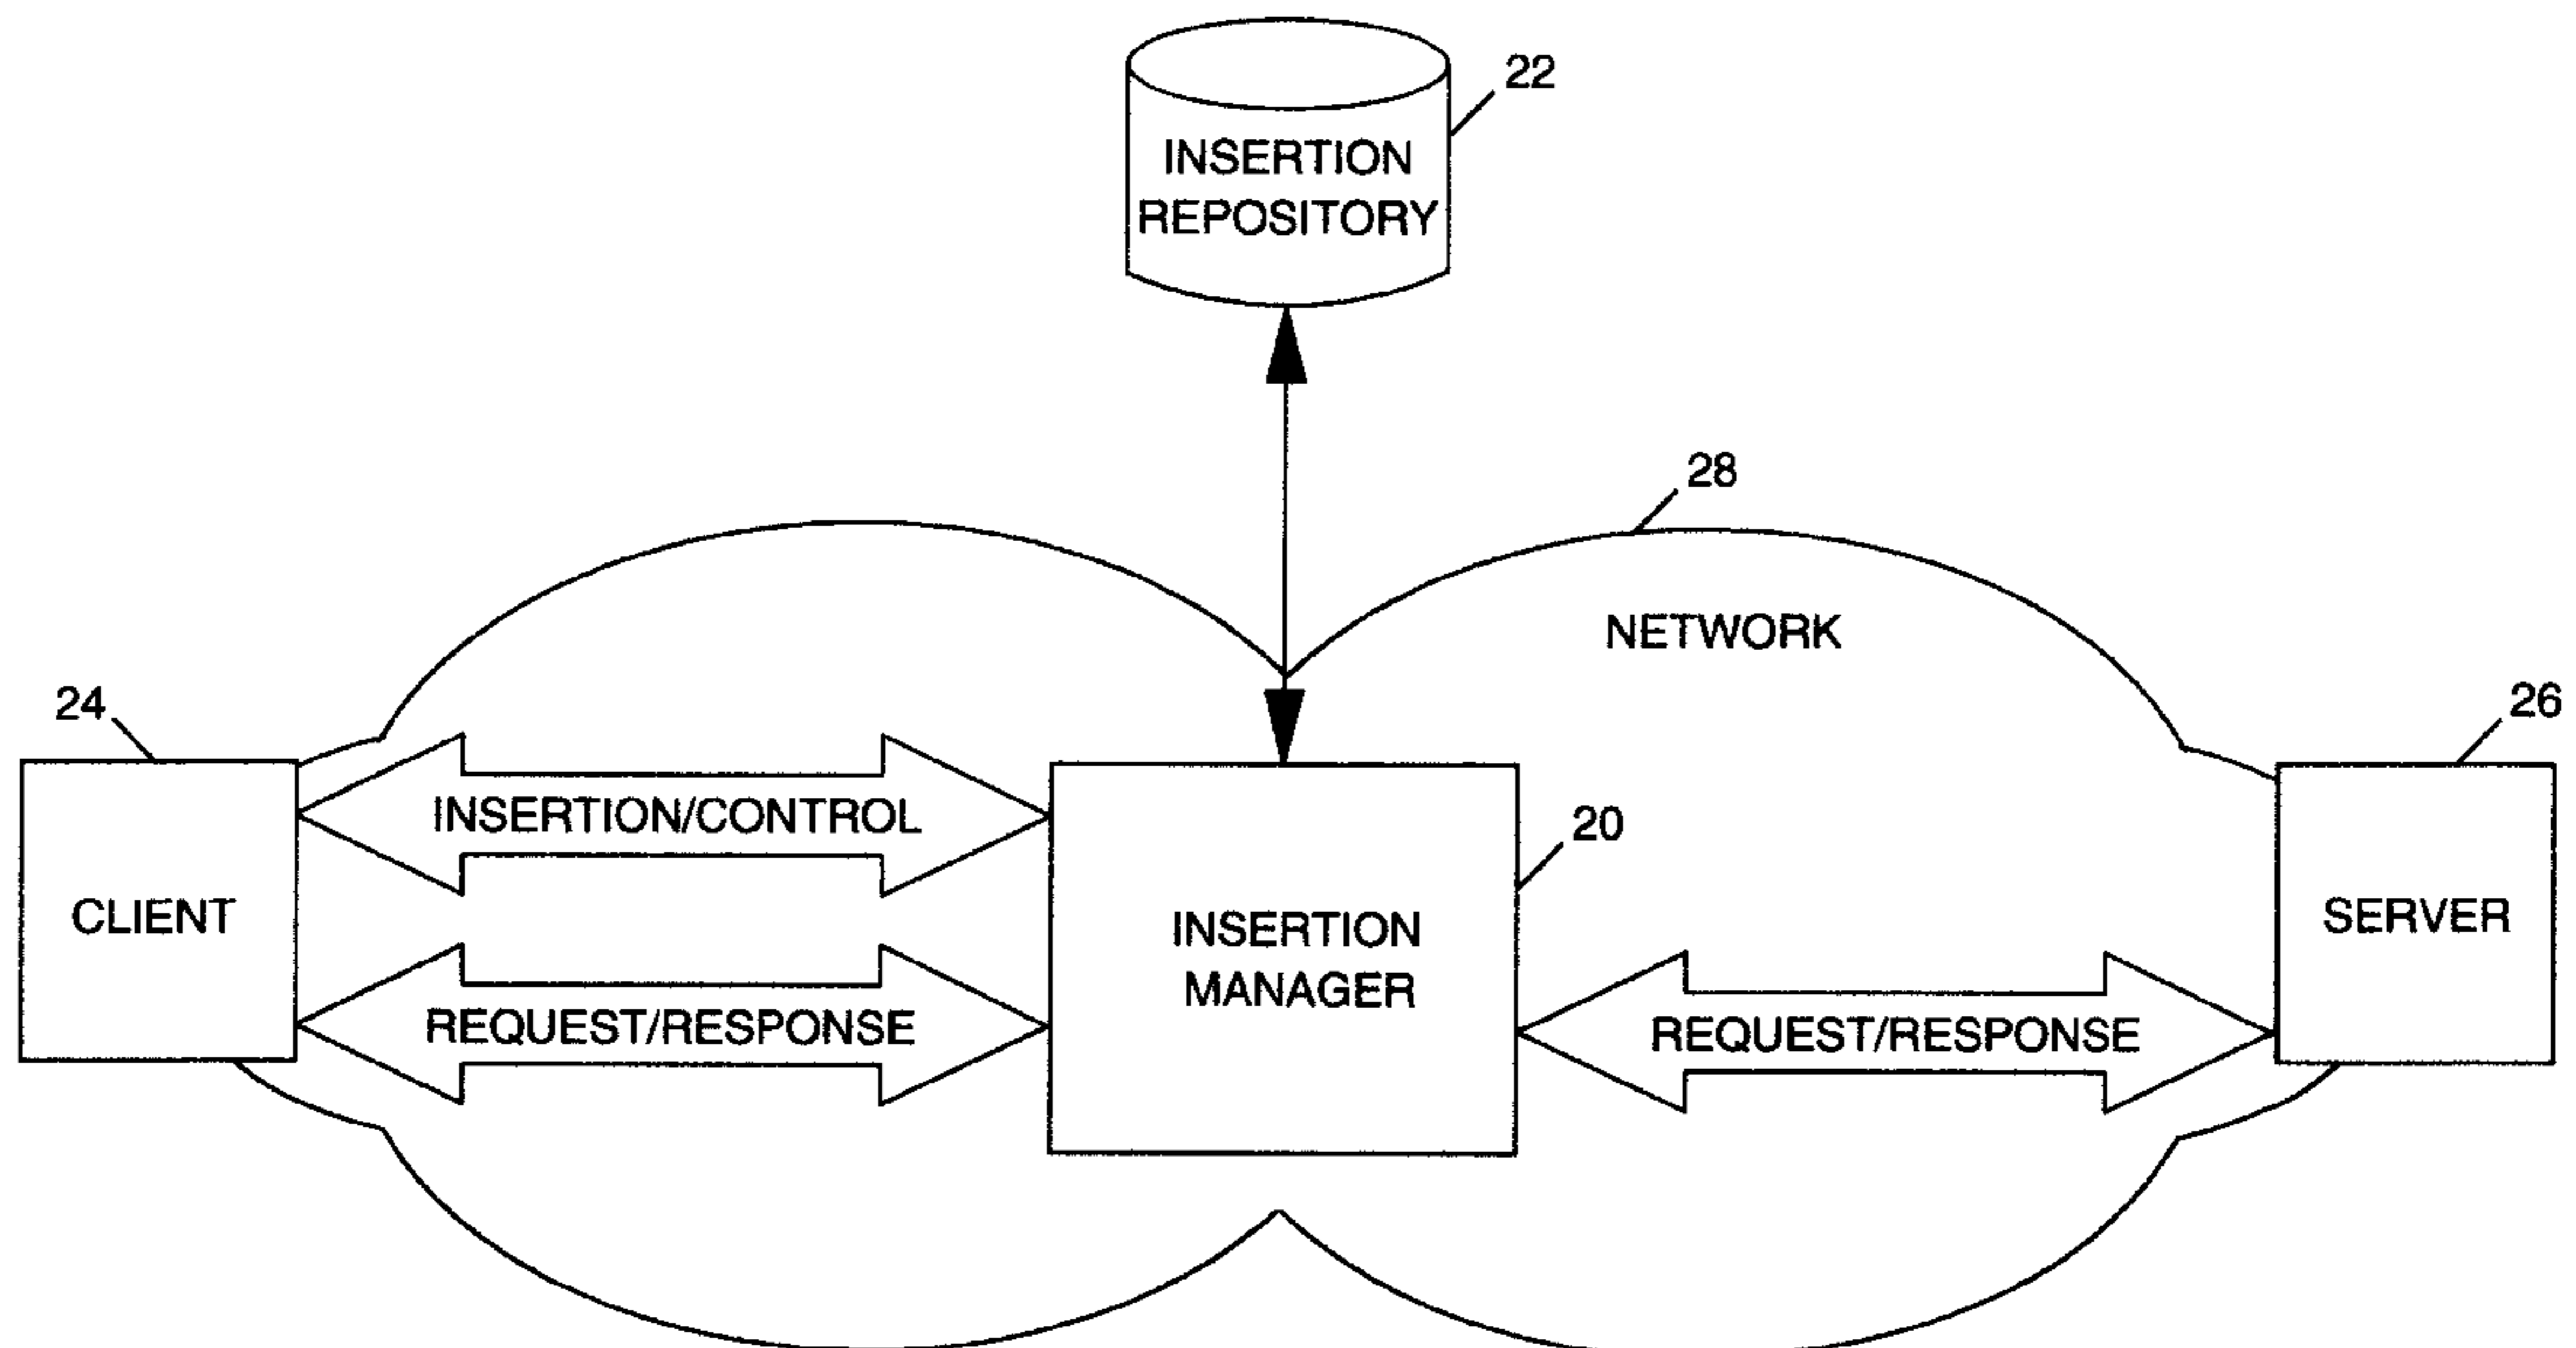 22
INSERTION
REPOSITORY
28
NETWORK
24
26
INSERTION/CONTROL
20
CLIENT
INSERTION
MANAGER
SERVER
REQUEST/RESPONSE
REQUEST/RESPONSE